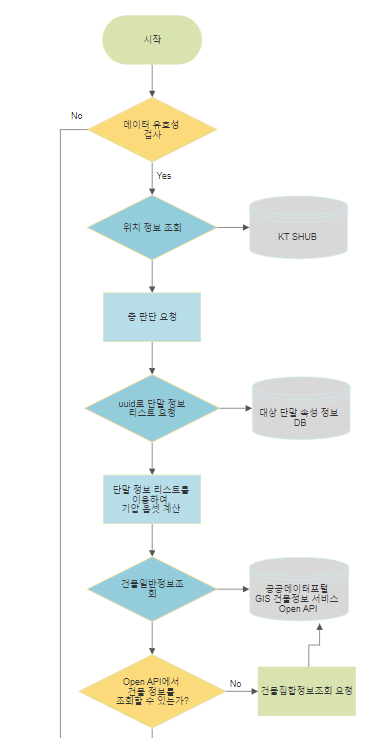 시작
No
데이터 유효성
검사
Yes
위치 정보 조회
KT SHUB
층 판단 요청
uuid로 단말 정보
리스트 요청
대상 단말 속성 정보
DB
단말 정보 리스트를
이용하여,
기압 옵셋 계산
건물일반정보조
회
공공데이터포털
GIS 건물정보 서비스
Open API
Open API에서
건물 정보를
조회할 수 있는가?
No
건물집합정보조회 요청